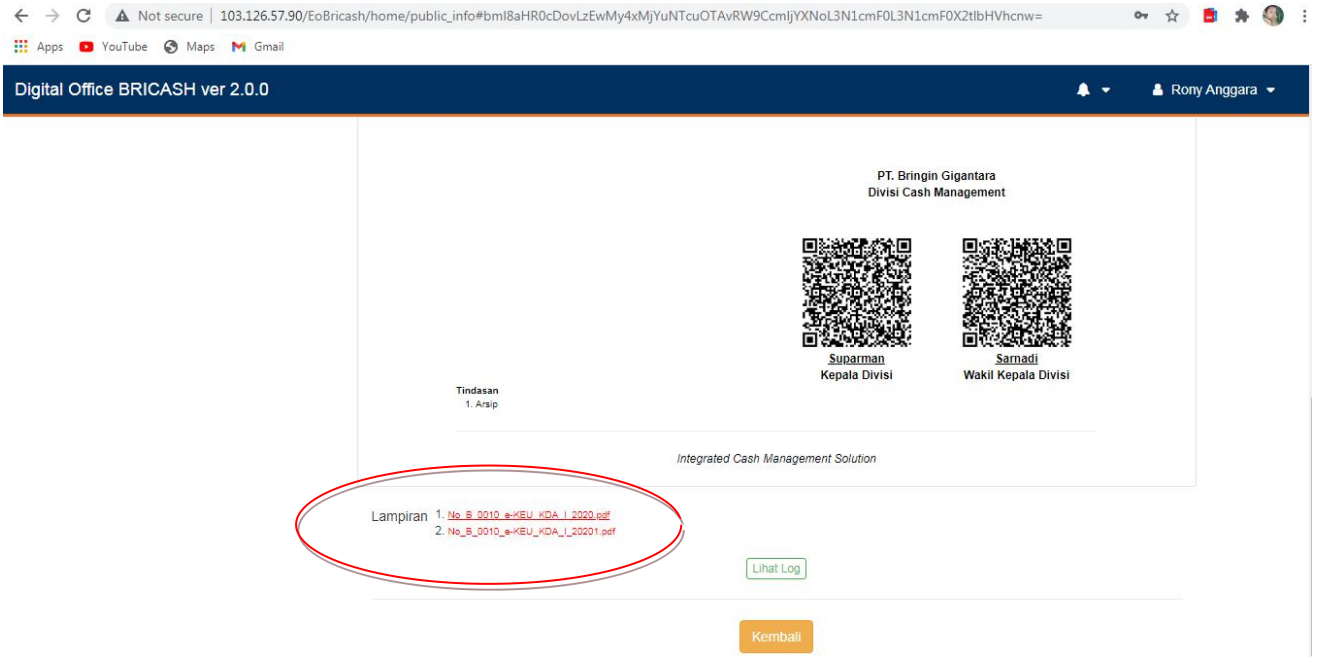 Not secure | 103.126.57.90/EoBricash/home/public_info#bml8aHR0cDovLzEwMy4xMjYuNTcuOTAvRW9CcmljYXNoL3N1cmF0L3N1cmF0X2tlbHVhcnw=
Apps YouTube Maps Gmail
Digital Office BRICASH ver 2.0.0 Rony Anggara
PT. Bringin Gigantara
Divisi Cash Management
Suparman Sarnadi
Kepala Divisi Wakil Kepala Divisi
Tindasan
1. Arsip
Integrated Cash Management Solution
Lampiran 1. No_B_0010_e-KEU_KDA_I_2020.pdf
2. No_B_0010_e-KEU_KDA_I_20201.pdf
Lihat Log
Kembali